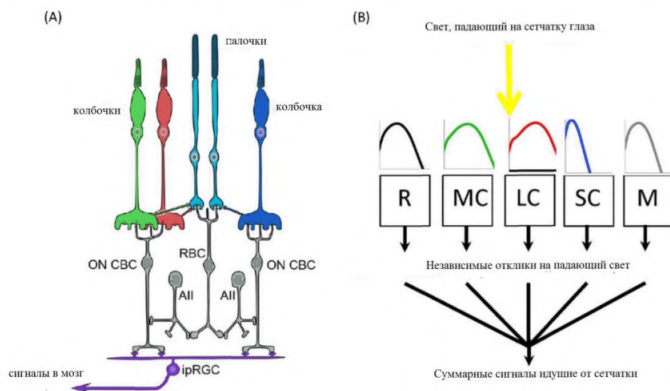 (A)
палочки
колбочки
колбочка
ON CBC
RBC
ON CBC
AII
AII
сигналы в мозг
ipRGC
(B)
Свет, падающий на сетчатку глаза
R
MC
LC
SC
M
Независимые отклики на падающий свет
Суммарные сигналы идущие от сетчатки